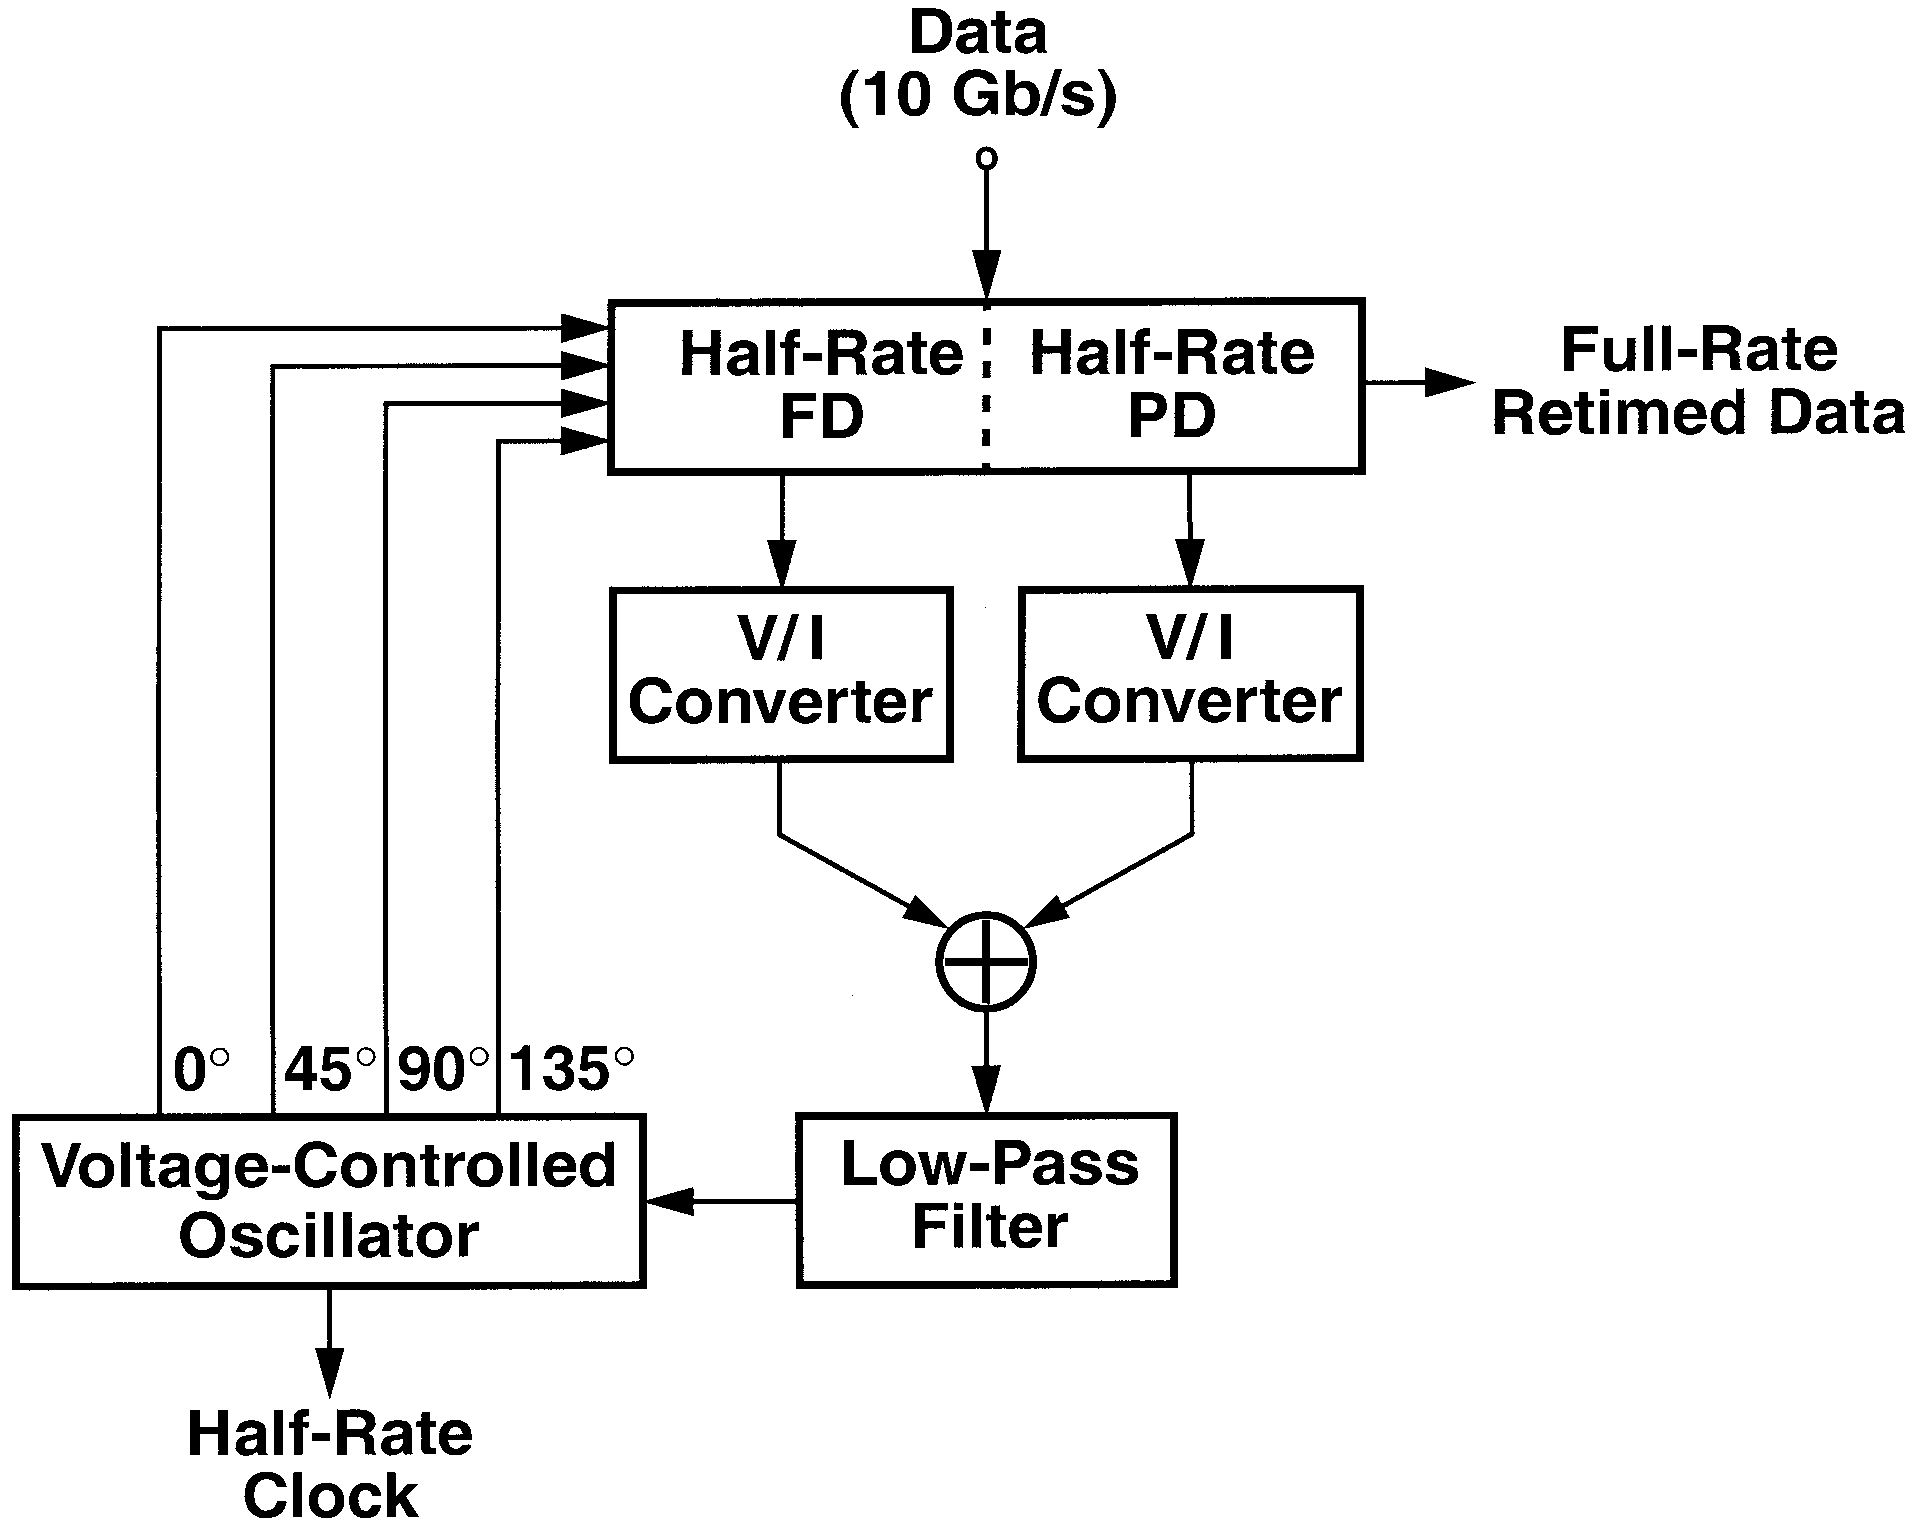 Data
(10 Gb/s)
Half-Rate
FD
Half-Rate
PD
Full-Rate
Retimed Data
V/I
Converter
V/I
Converter
0° 45° 90° 135°
Voltage-Controlled
Oscillator
Low-Pass
Filter
Half-Rate
Clock